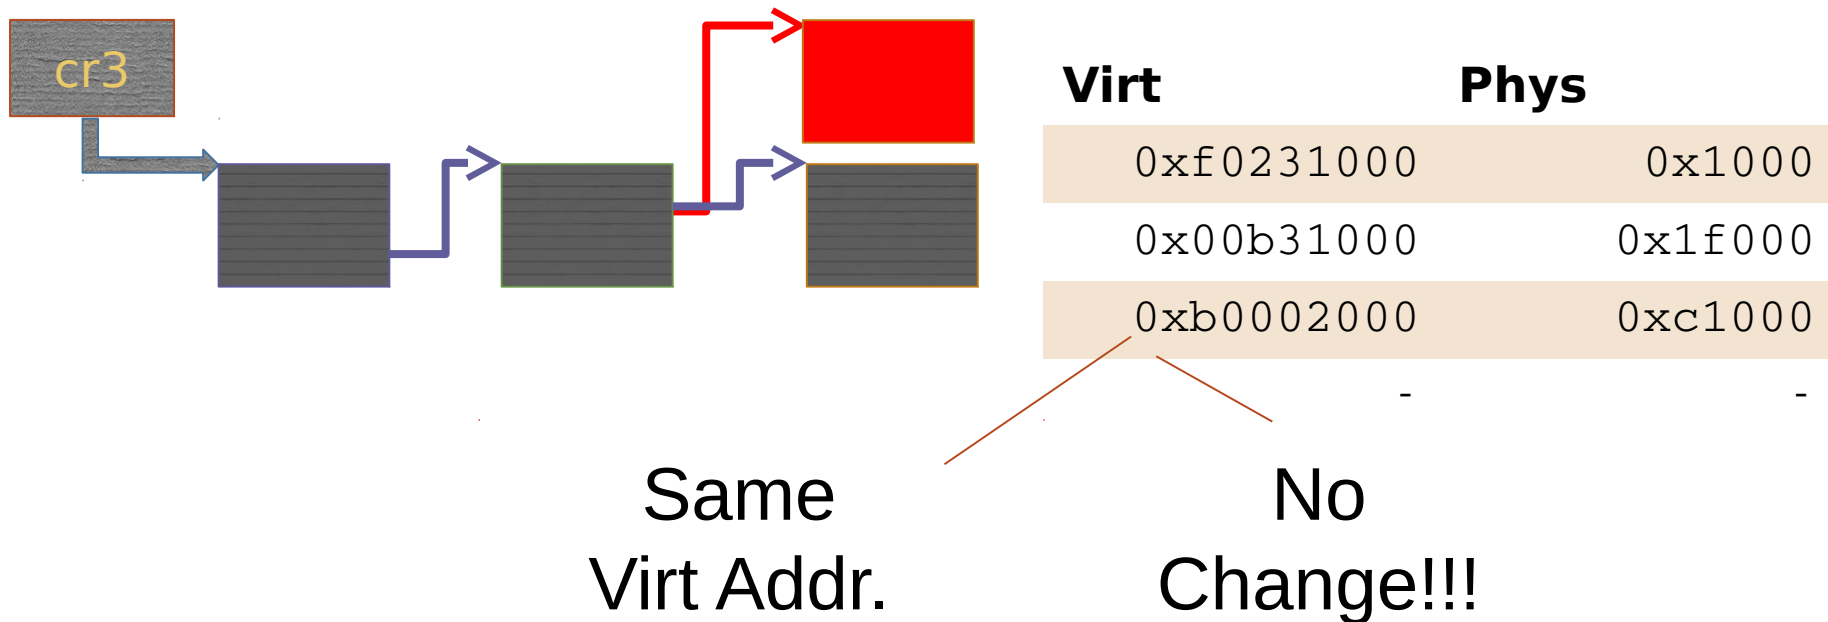 cr3
Virt Phys
0xf0231000 0x1000
0x00b31000 0x1f000
0xb0002000 0xc1000
- -
Same
Virt Addr.
No
Change!!!